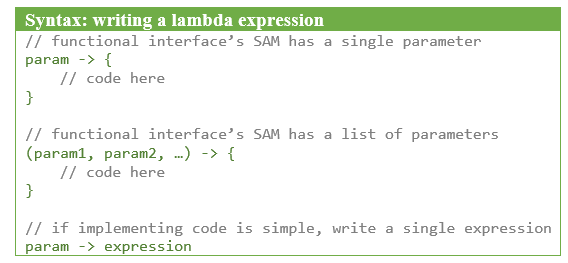 Syntax: writing a lambda expression
// functional interface’s SAM has a single parameter
param -> {
// code here
}
// functional interface’s SAM has a list of parameters
(param1, param2, …) -> {
// code here
}
// if implementing code is simple, write a single expression
param -> expression